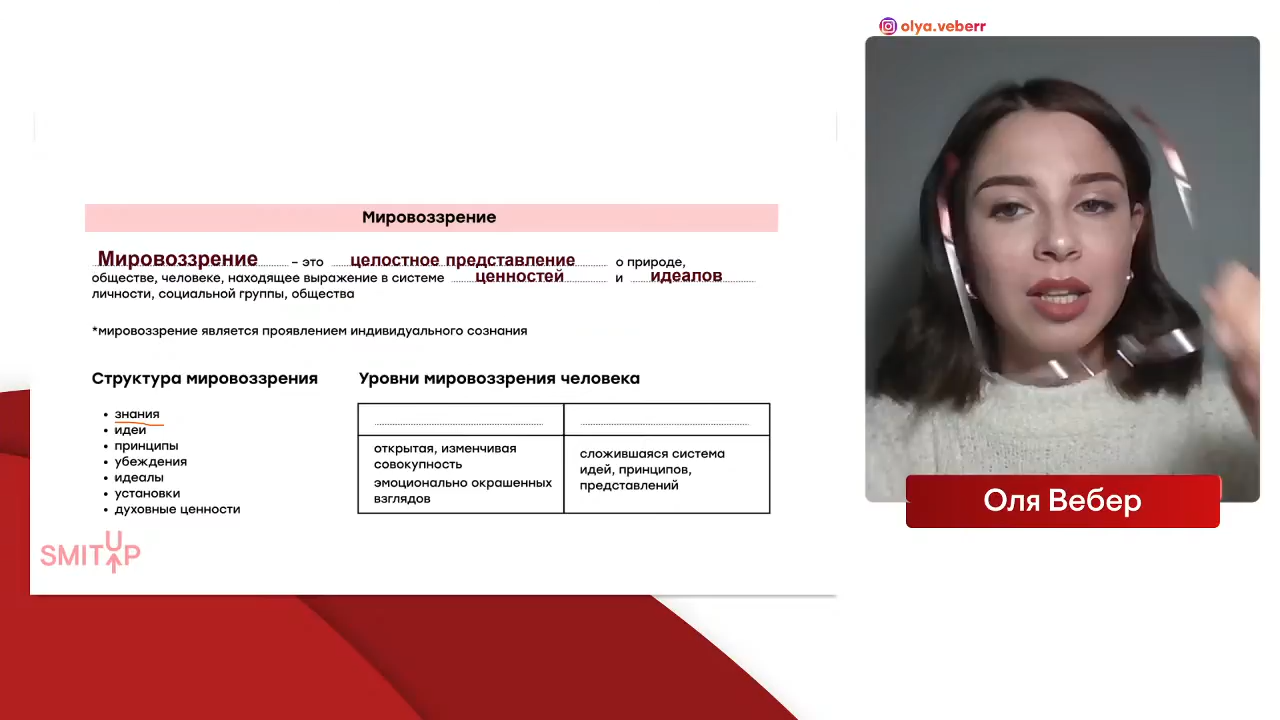 olya.veberr
Мировоззрение
Мировоззрение – это целостное представление о природе,
обществе, человеке, находящее выражение в системе ценностей и идеалов
личности, социальной группы, общества
*мировоззрение является проявлением индивидуального сознания
Структура мировоззрения
• знания
• идеи
• принципы
• убеждения
• идеалы
• установки
• духовные ценности
Уровни мировоззрения человека
открытая, изменчивая
совокупность
эмоционально окрашенных
взглядов
сложившаяся система
идей, принципов,
представлений
SMITUP
Оля Вебер